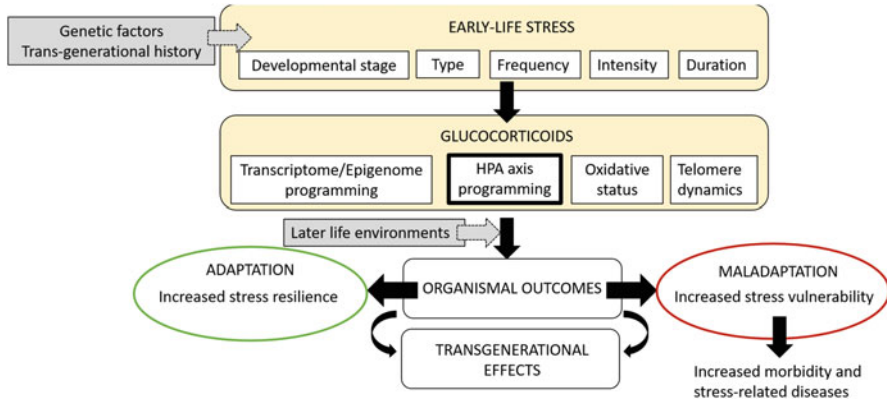 Genetic factors
Trans-generational history
EARLY-LIFE STRESS
Developmental stage
Type
Frequency
Intensity
Duration
GLUCOCORTICOIDS
Transcriptome/Epigenome
programming
HPA axis
programming
Oxidative
status
Telomere
dynamics
Later life environments
ADAPTATION
Increased stress resilience
ORGANISMAL OUTCOMES
MALADAPTATION
Increased stress vulnerability
TRANSGENERATIONAL
EFFECTS
Increased morbidity and
stress-related diseases